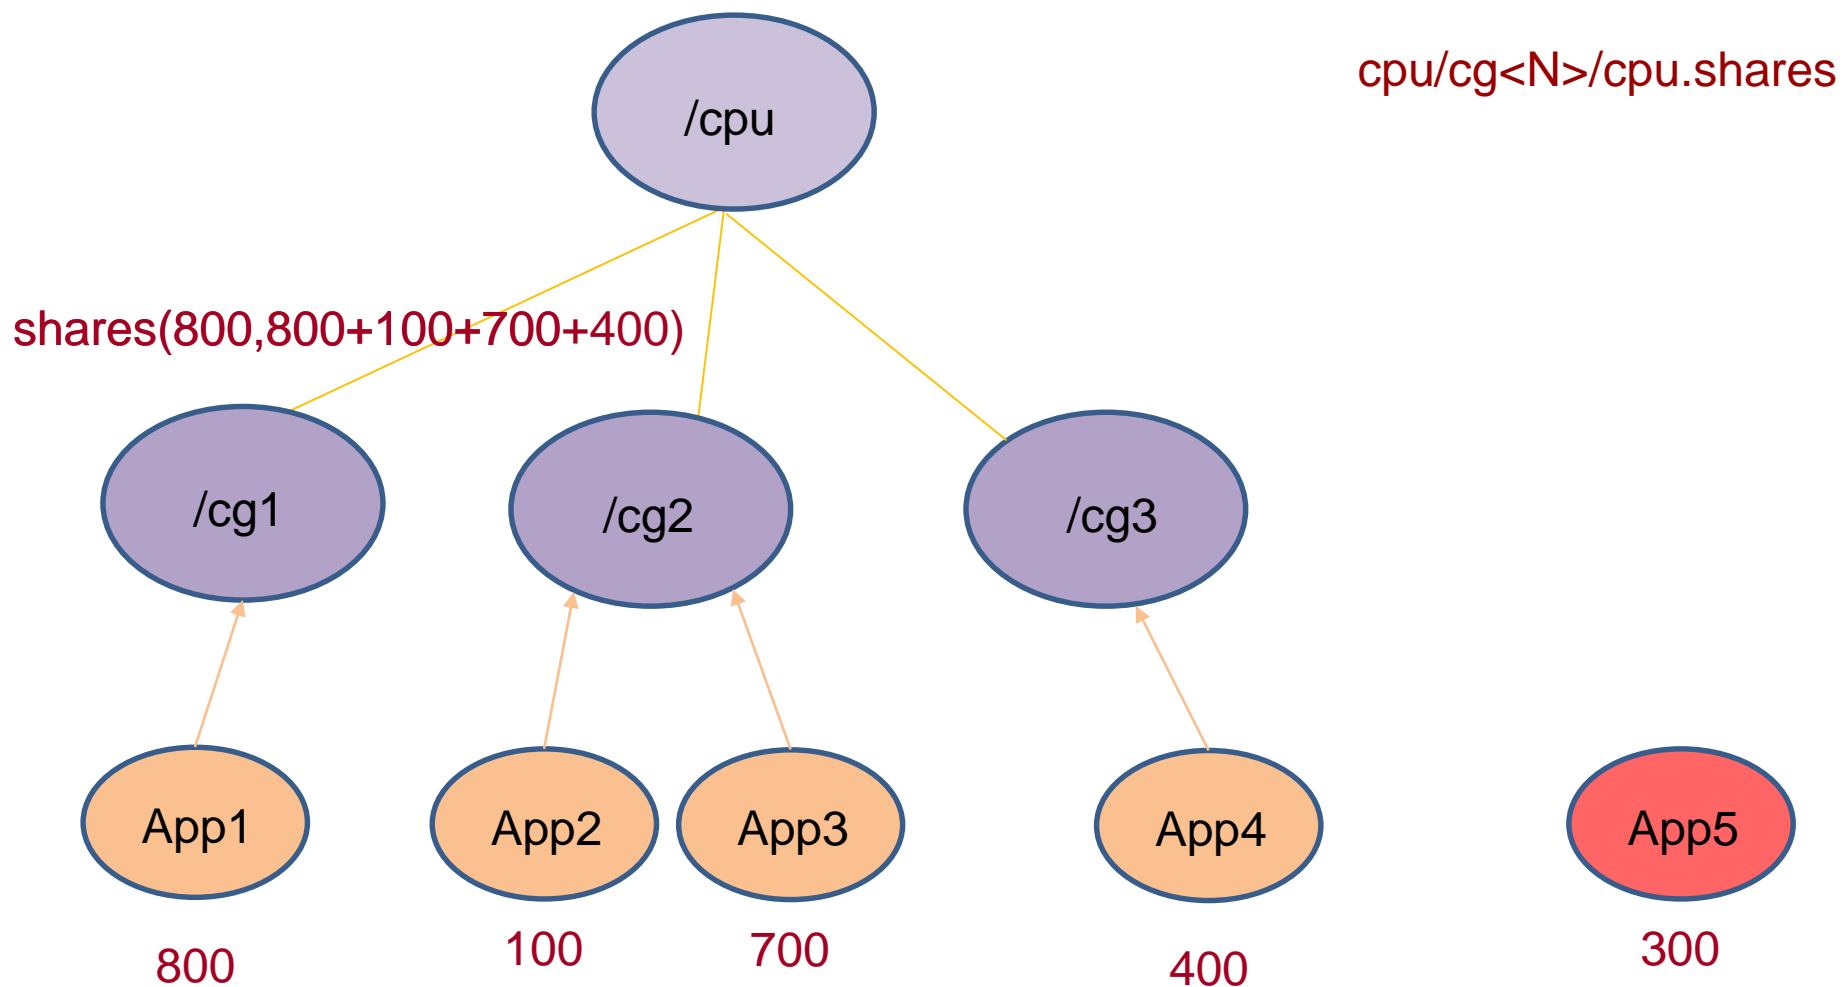 /cpu
cpu/cg<N>/cpu.shares
shares(800,800+100+700+400)
/cg1
/cg2
/cg3
App1
App2
App3
App4
App5
800
100
700
400
300